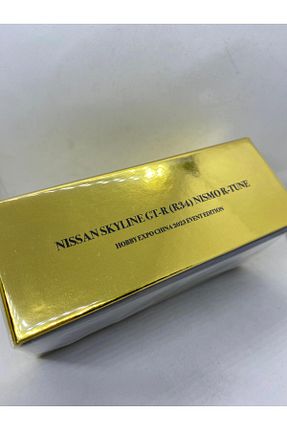 NISSAN SKYLINE GT-R (R34) NISMO R-TUNE
HOBBY EXPO CHINA 2023 EVENT EDITION